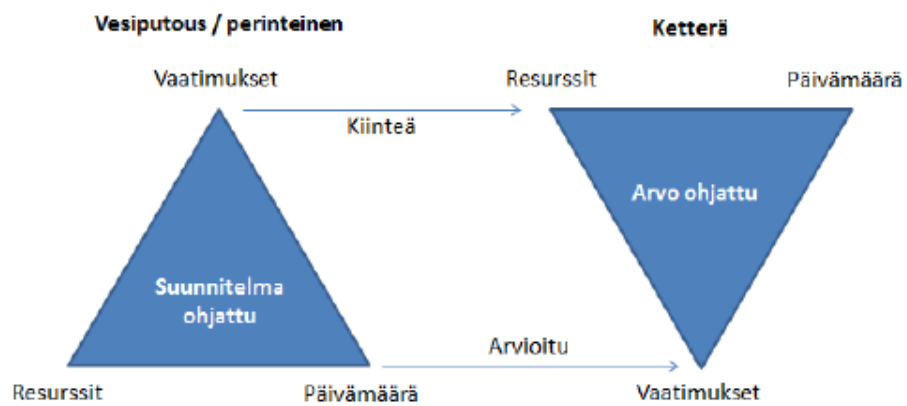 Vesiputous / perinteinen
Ketterä
Vaatimukset
Resurssit
Päivämäärä
Kiinteä
Arvo ohjattu
Suunnitelma
ohjattu
Arvioitu
Resurssit
Päivämäärä
Vaatimukset